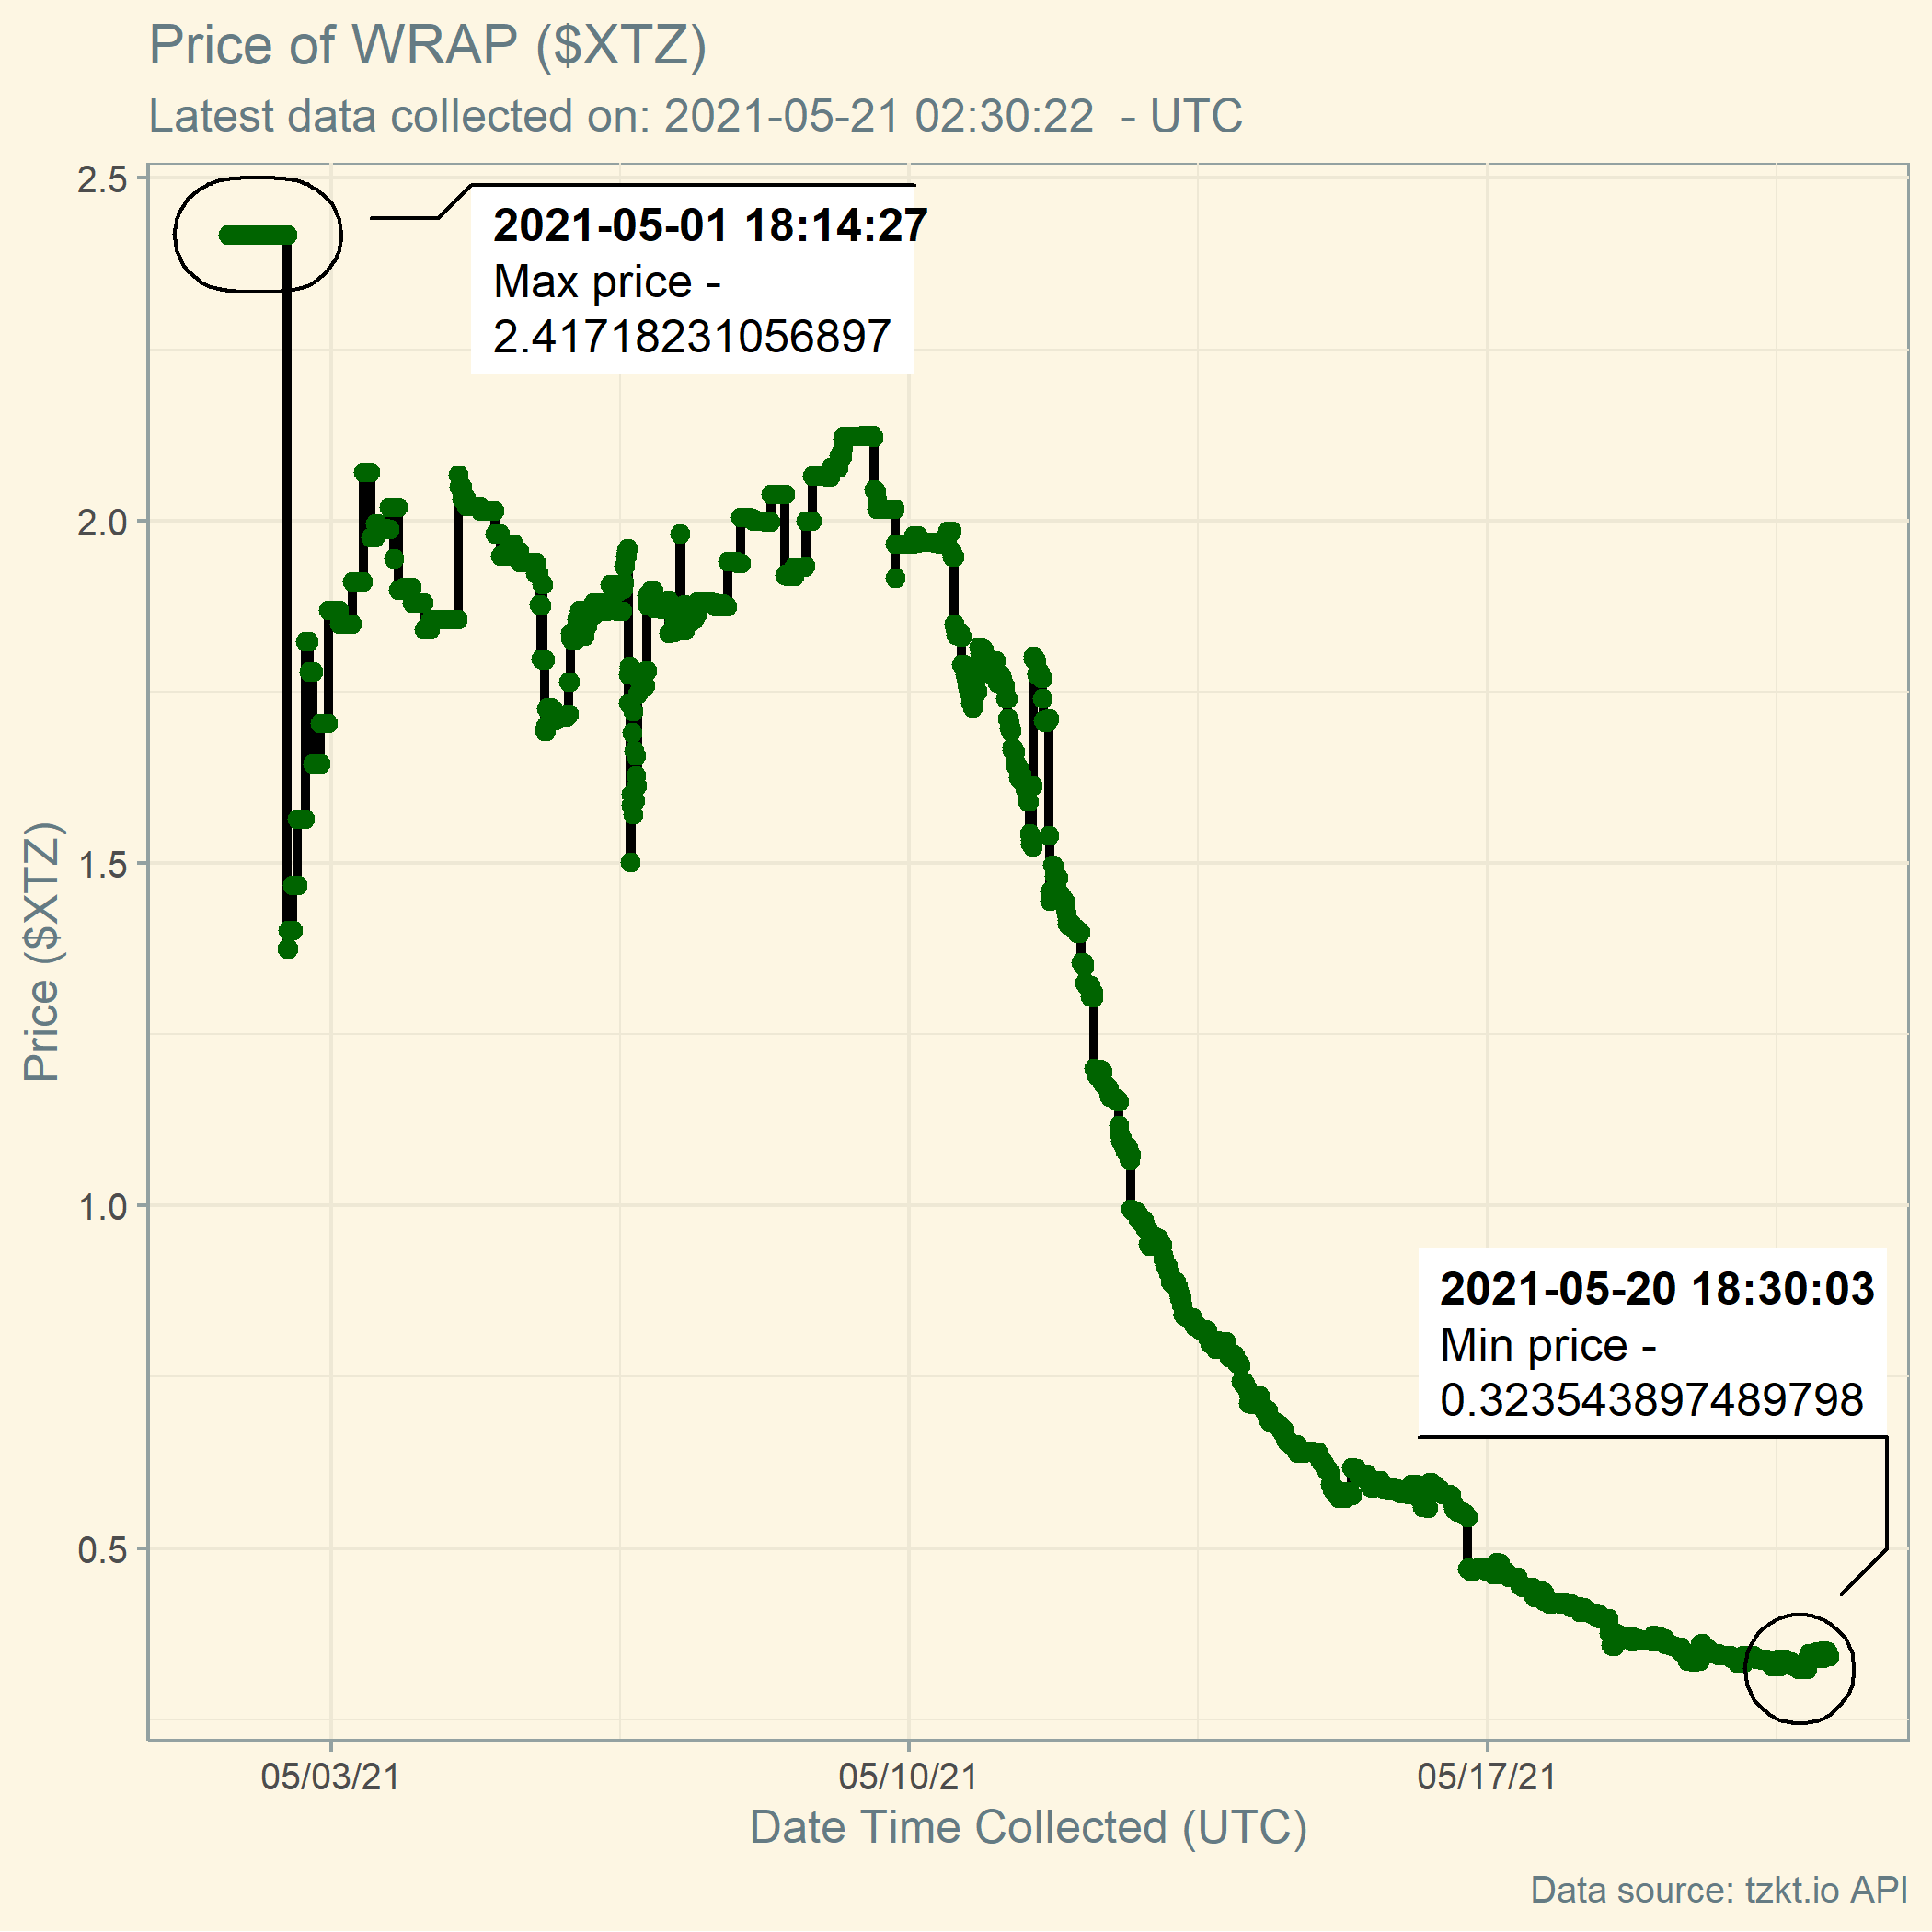 Price of WRAP ($XTZ)
Latest data collected on: 2021-05-21 02:30:22  - UTC
2.5
2.0
1.5
1.0
0.5
Price ($XTZ)
2021-05-01 18:14:27
Max price -
2.41718231056897
2021-05-20 18:30:03
Min price -
0.323543897489798
05/03/21
05/10/21
05/17/21
Date Time Collected (UTC)
Data source: tzkt.io API